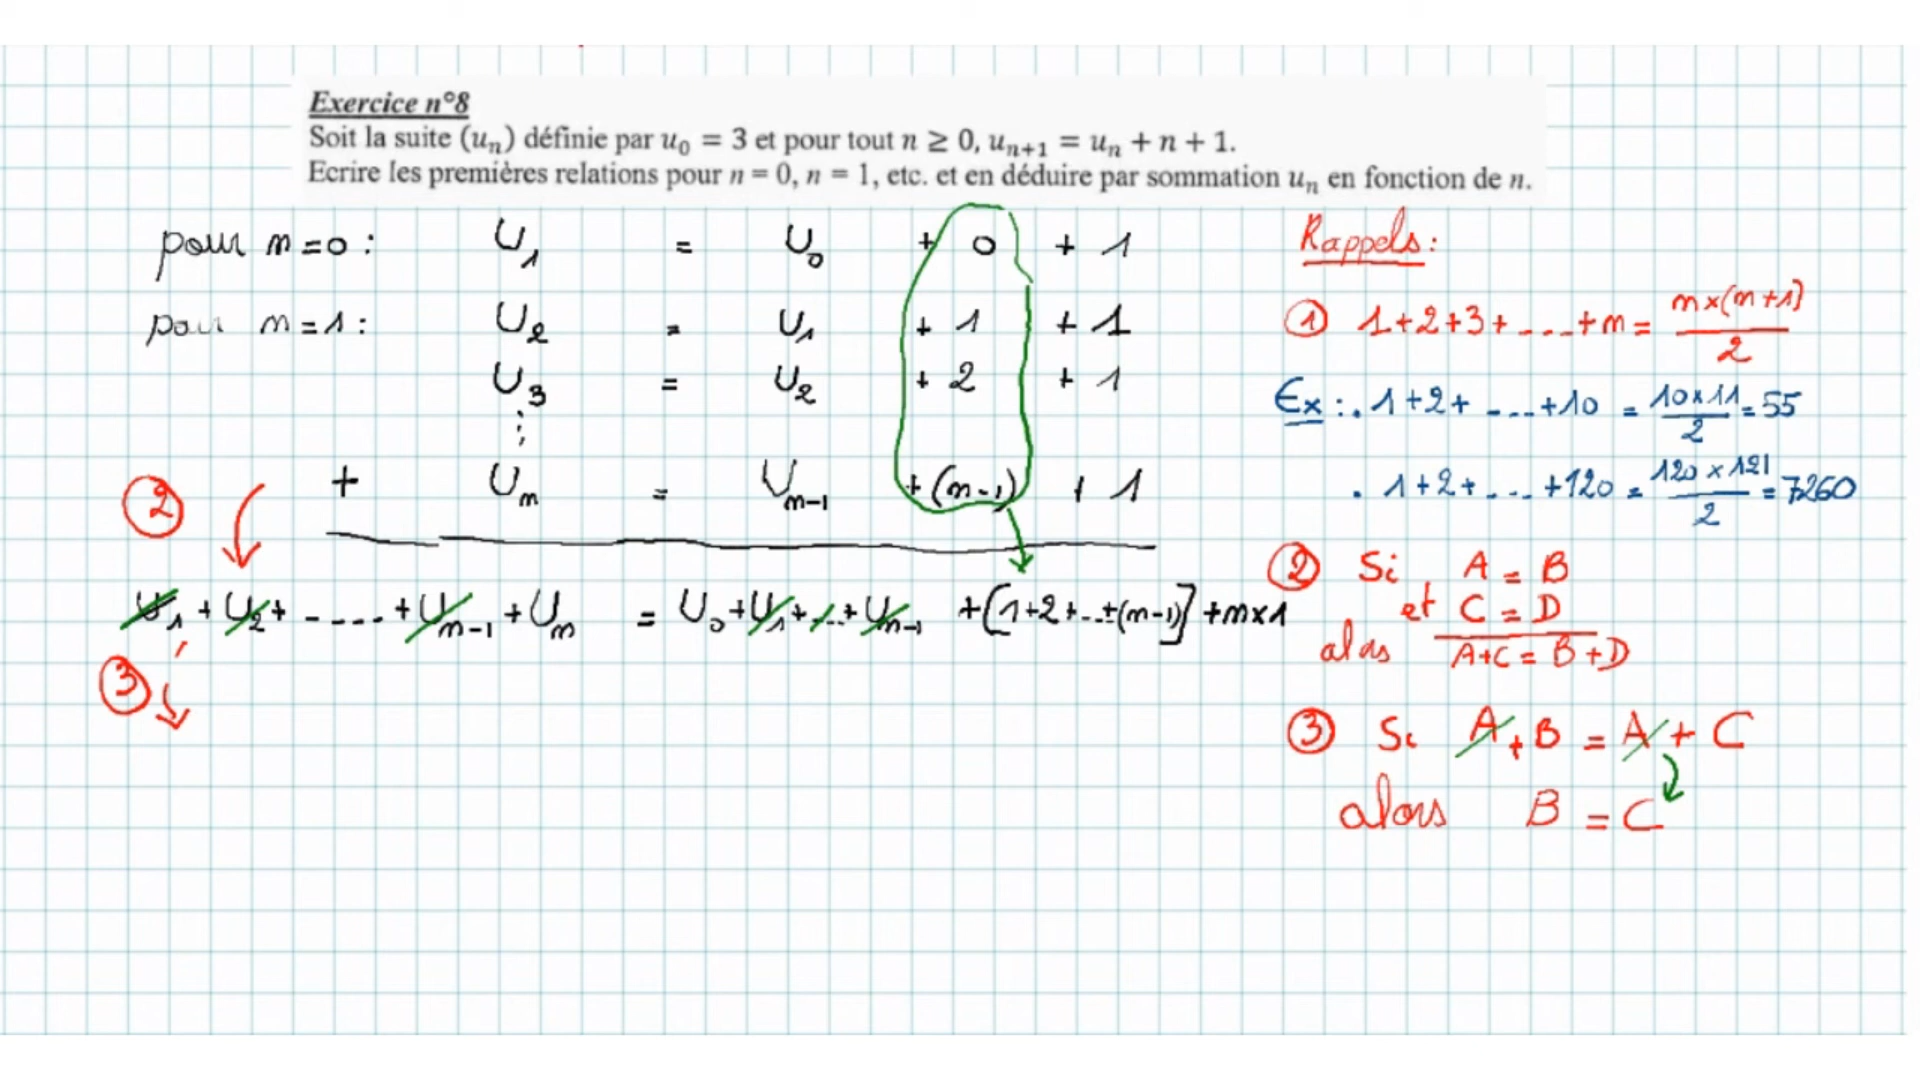 Exercice n°8
Soit la suite (uₙ) définie par u₀ = 3 et pour tout n ≥ 0, uₙ₊₁ = uₙ + n + 1.
Ecrire les premières relations pour n = 0, n = 1, etc. et en déduire par sommation uₙ en fonction de n.
pour n=0 : U₁ = U₀ + 0 + 1
pour n=1 : U₂ = U₁ + 1 + 1
U₃ = U₂ + 2 + 1
⋮
+ Uₙ = Uₙ₋₁ + (n-1) + 1
②
U₁ + U₂ + ..... + Uₙ₋₁ + Uₙ = U₀ + U₁ + ... + Uₙ₋₁ + [1+2+...+(n-1)] + n×1
③
Rappels :
① 1+2+3+....+n = n×(n+1)/2
Ex : . 1+2+ ....+10 = 10×11/2 = 55
. 1+2+....+120 = 120×121/2 = 7260
② Si A = B
et C = D
alors A+C = B+D
③ Si A + B = A + C
alors B = C